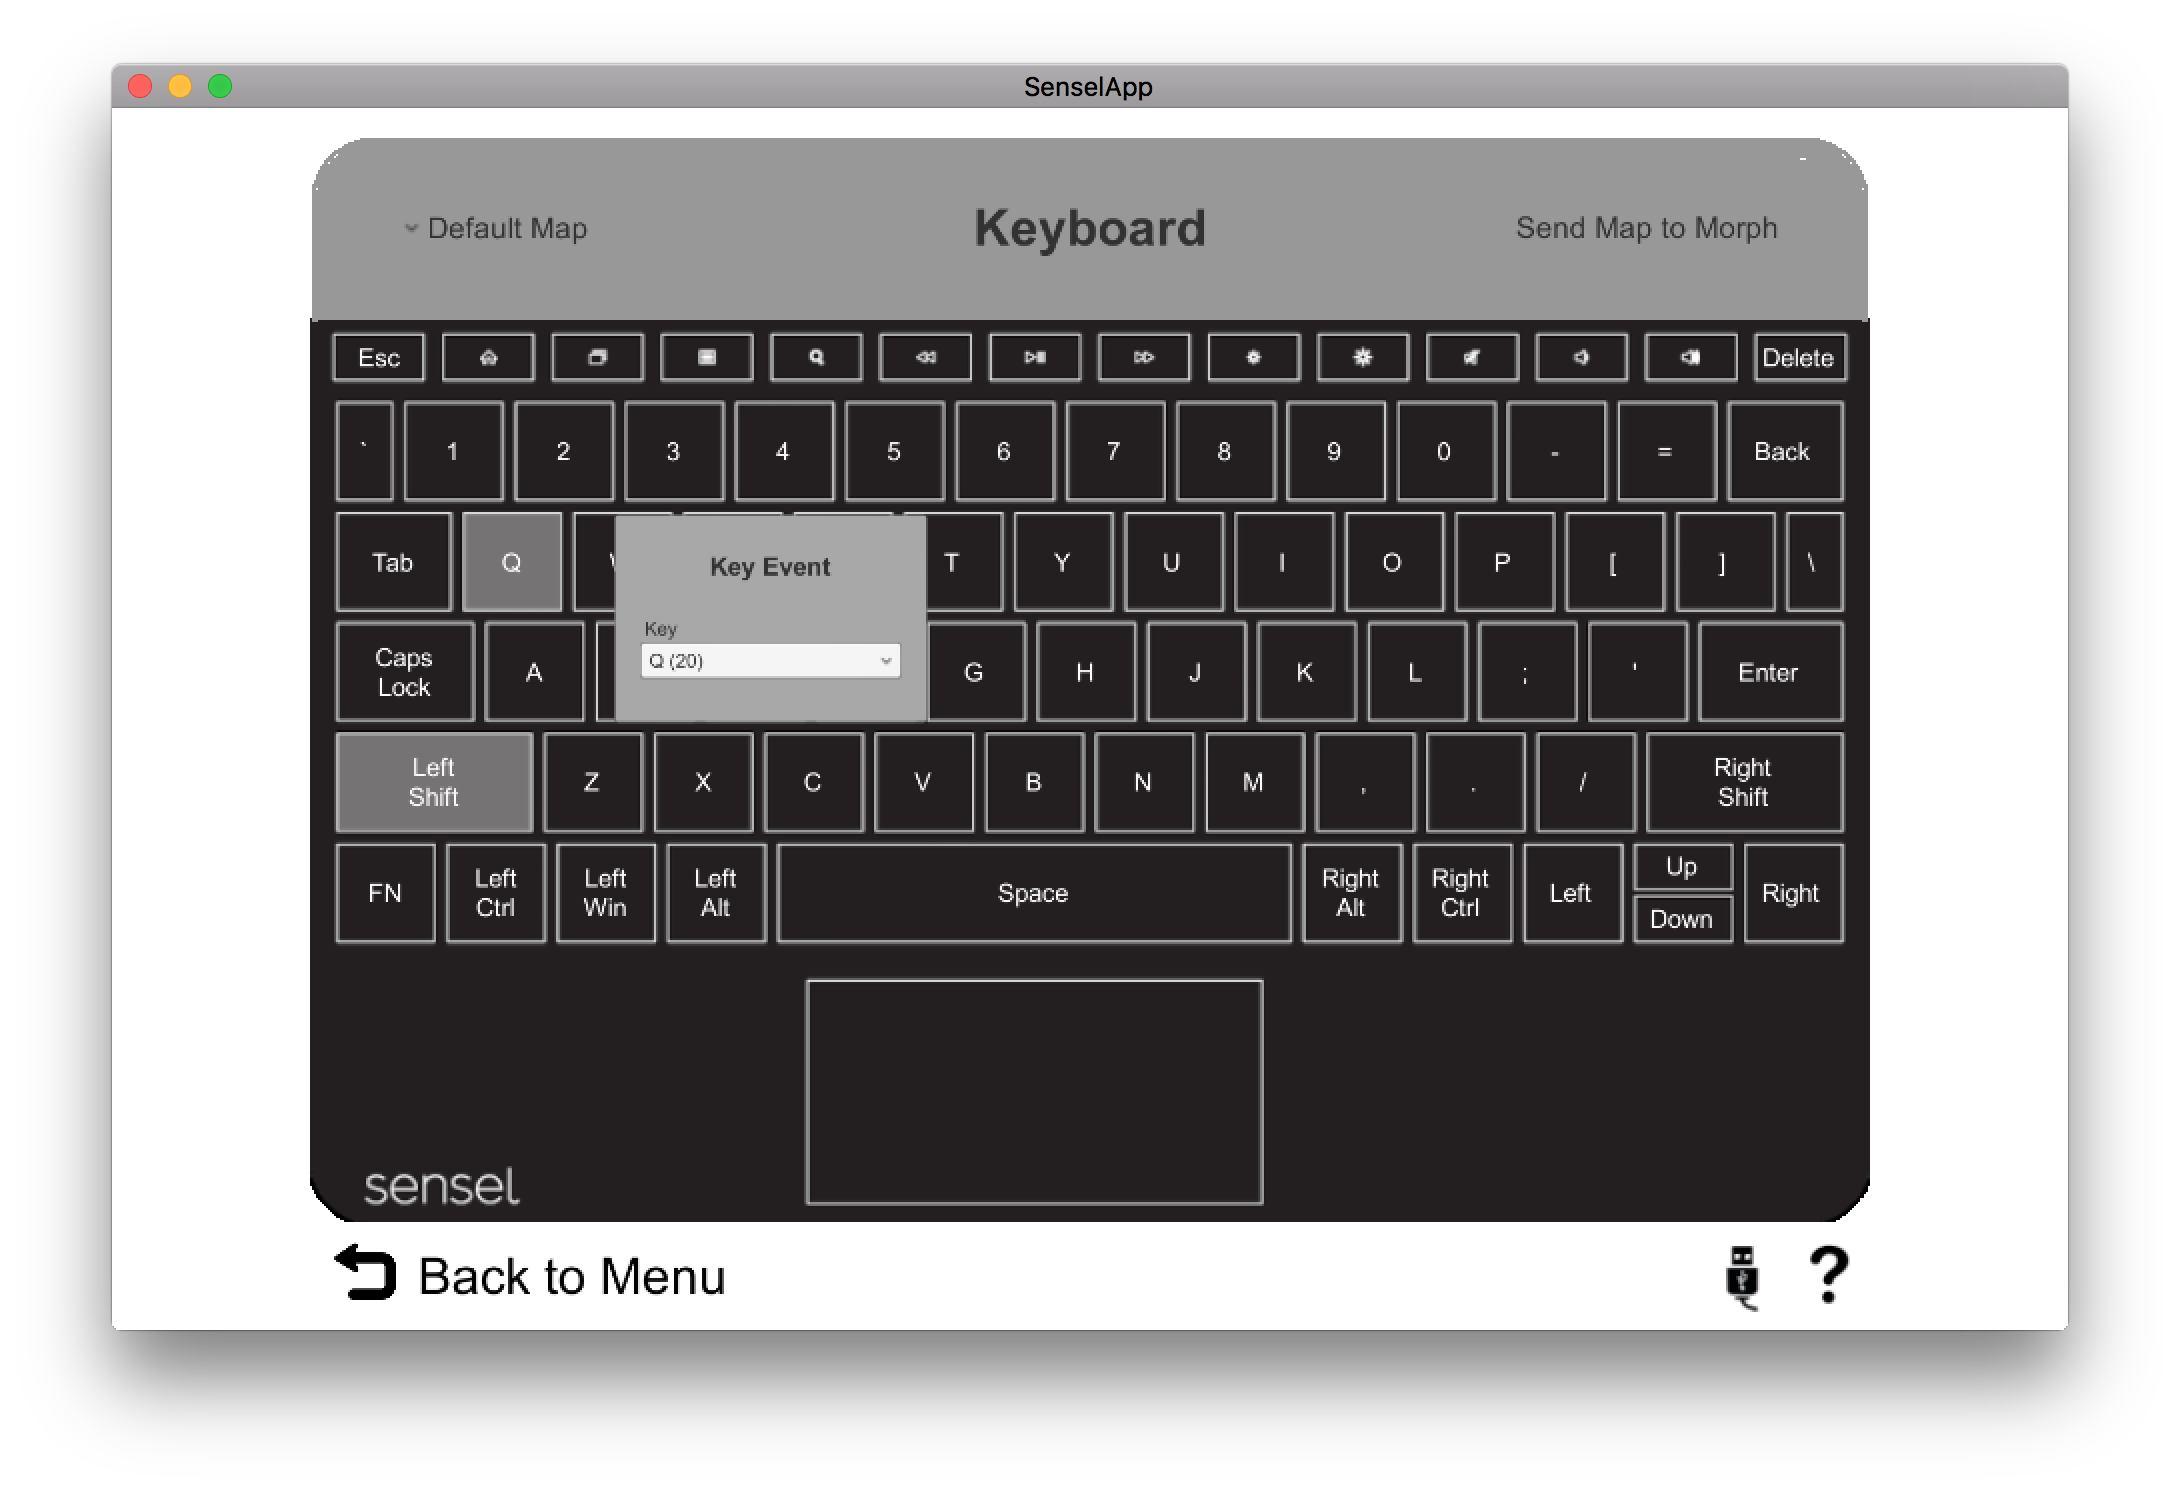 SenselApp
Default Map
Keyboard
Send Map to Morph
Esc
Delete
` 1 2 3 4 5 6 7 8 9 0 - = Back
Tab Q T Y U I O P [ ] \
Key Event
Key
Q (20)
Caps
Lock
A G H J K L ; ' Enter
Left
Shift
Z X C V B N M , . /
Right
Shift
FN
Left
Ctrl
Left
Win
Left
Alt
Space
Right
Alt
Right
Ctrl
Left
Up
Down
Right
sensel
Back to Menu
?